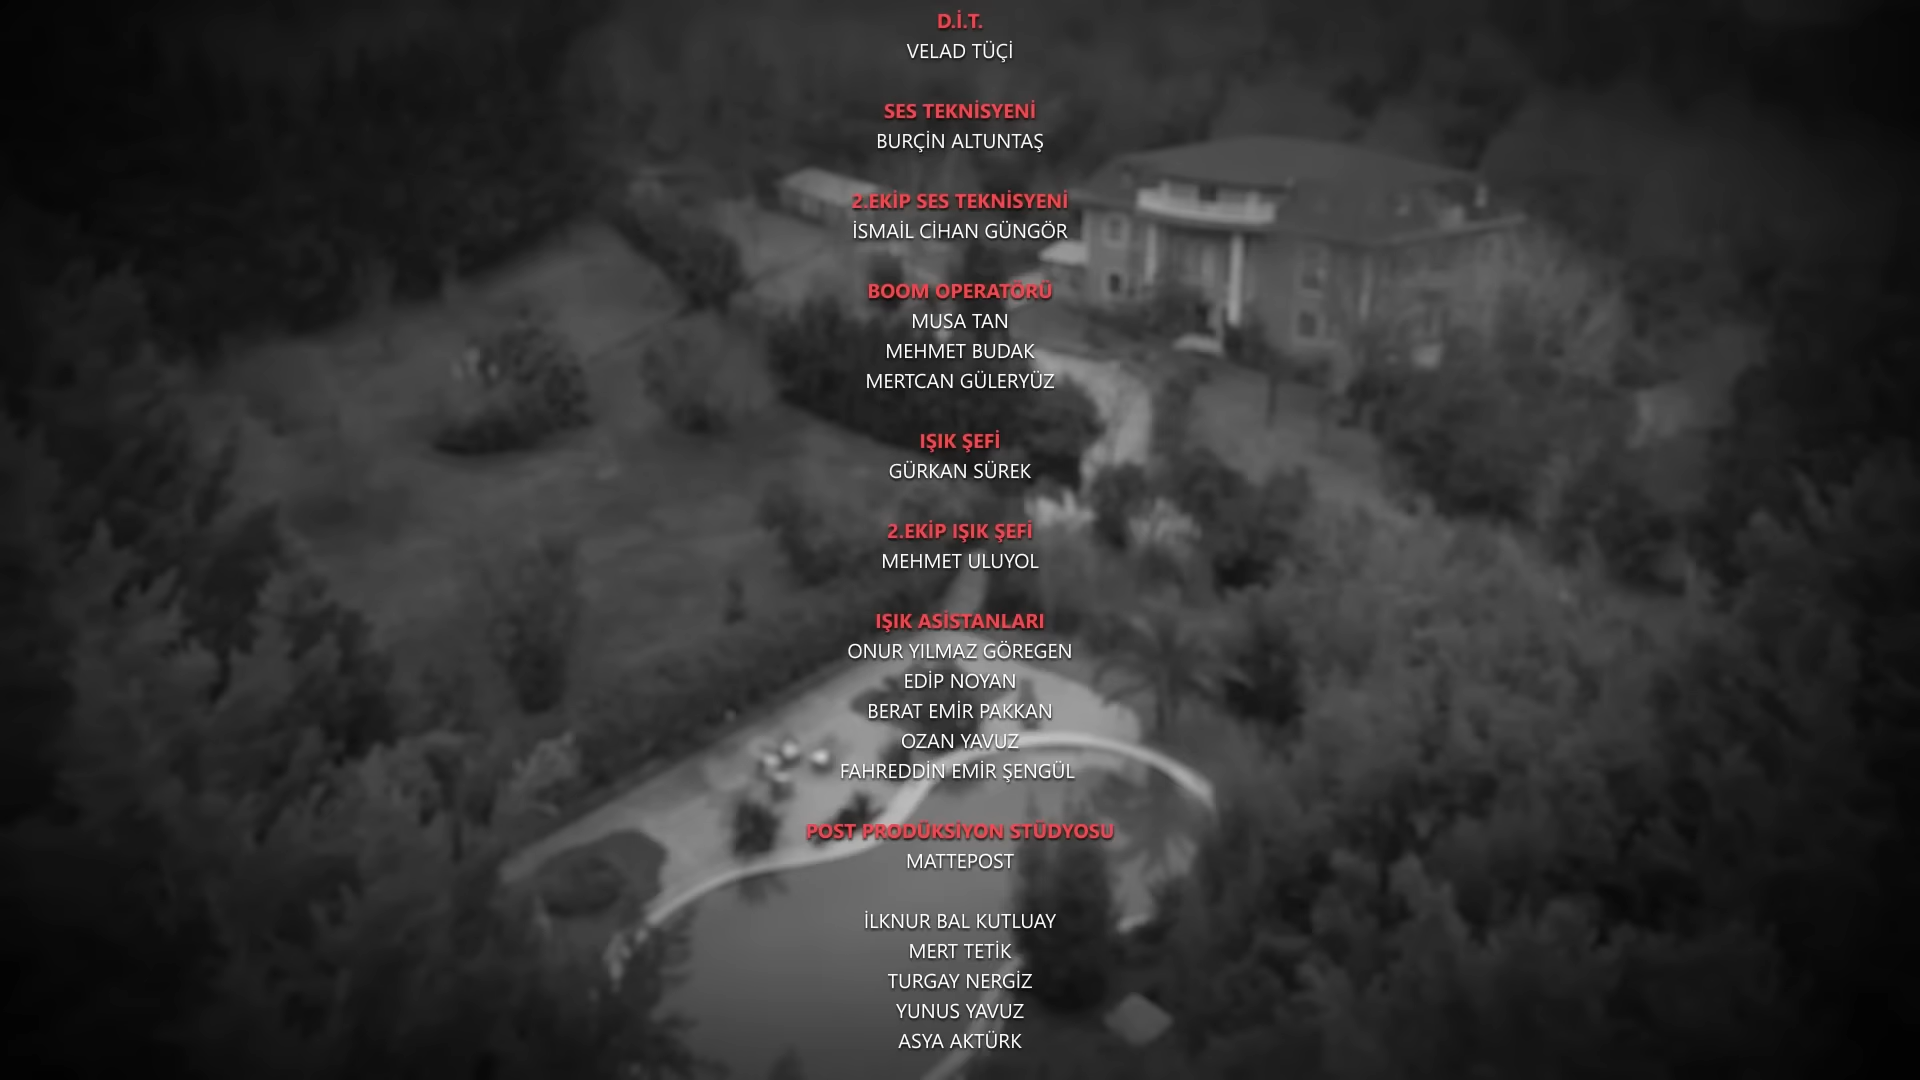 D.İ.T.
VELAD TÜÇİ
SES TEKNİSYENİ
BURÇİN ALTUNTAŞ
2.EKİP SES TEKNİSYENİ
İSMAİL CİHAN GÜNGÖR
BOOM OPERATÖRÜ
MUSA TAN
MEHMET BUDAK
MERTCAN GÜLERYÜZ
IŞIK ŞEFİ
GÜRKAN SÜREK
2.EKİP IŞIK ŞEFİ
MEHMET ULUYOL
IŞIK ASİSTANLARI
ONUR YILMAZ GÖREGEN
EDİP NOYAN
BERAT EMİR PAKKAN
OZAN YAVUZ
FAHREDDİN EMİR ŞENGÜL
POST PRODÜKSİYON STÜDYOSU
MATTEPOST
İLKNUR BAL KUTLUAY
MERT TETİK
TURGAY NERGİZ
YUNUS YAVUZ
ASYA AKTÜRK